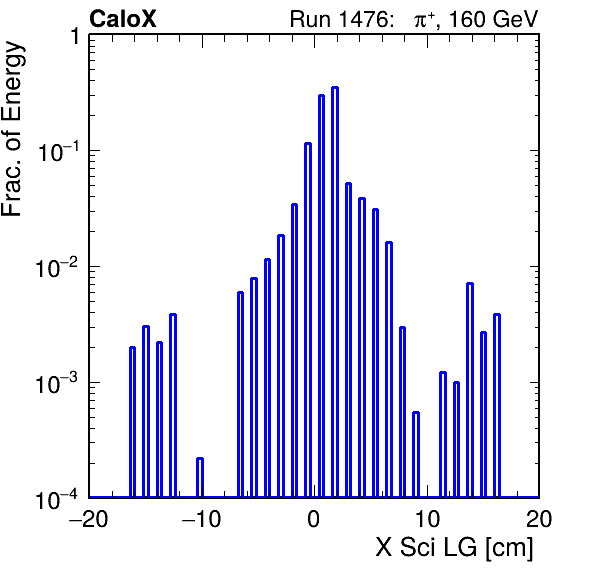 CaloX Run 1476: π⁺, 160 GeV
Frac. of Energy
1
10⁻¹
10⁻²
10⁻³
10⁻⁴
−20 −10 0 10 20
X Sci LG [cm]